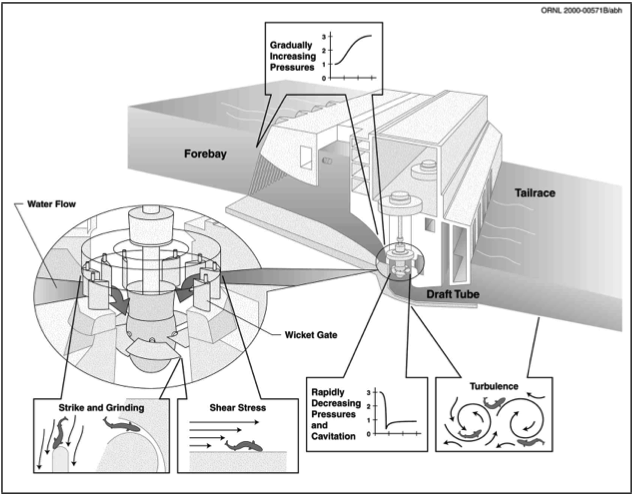 ORNL 2000-00571B/abh
Gradually
Increasing
Pressures
3
2
1
0
Forebay
Tailrace
Water Flow
Draft Tube
Wicket Gate
Strike and Grinding
Shear Stress
Rapidly
Decreasing
Pressures
and
Cavitation
3
2
1
0
Turbulence